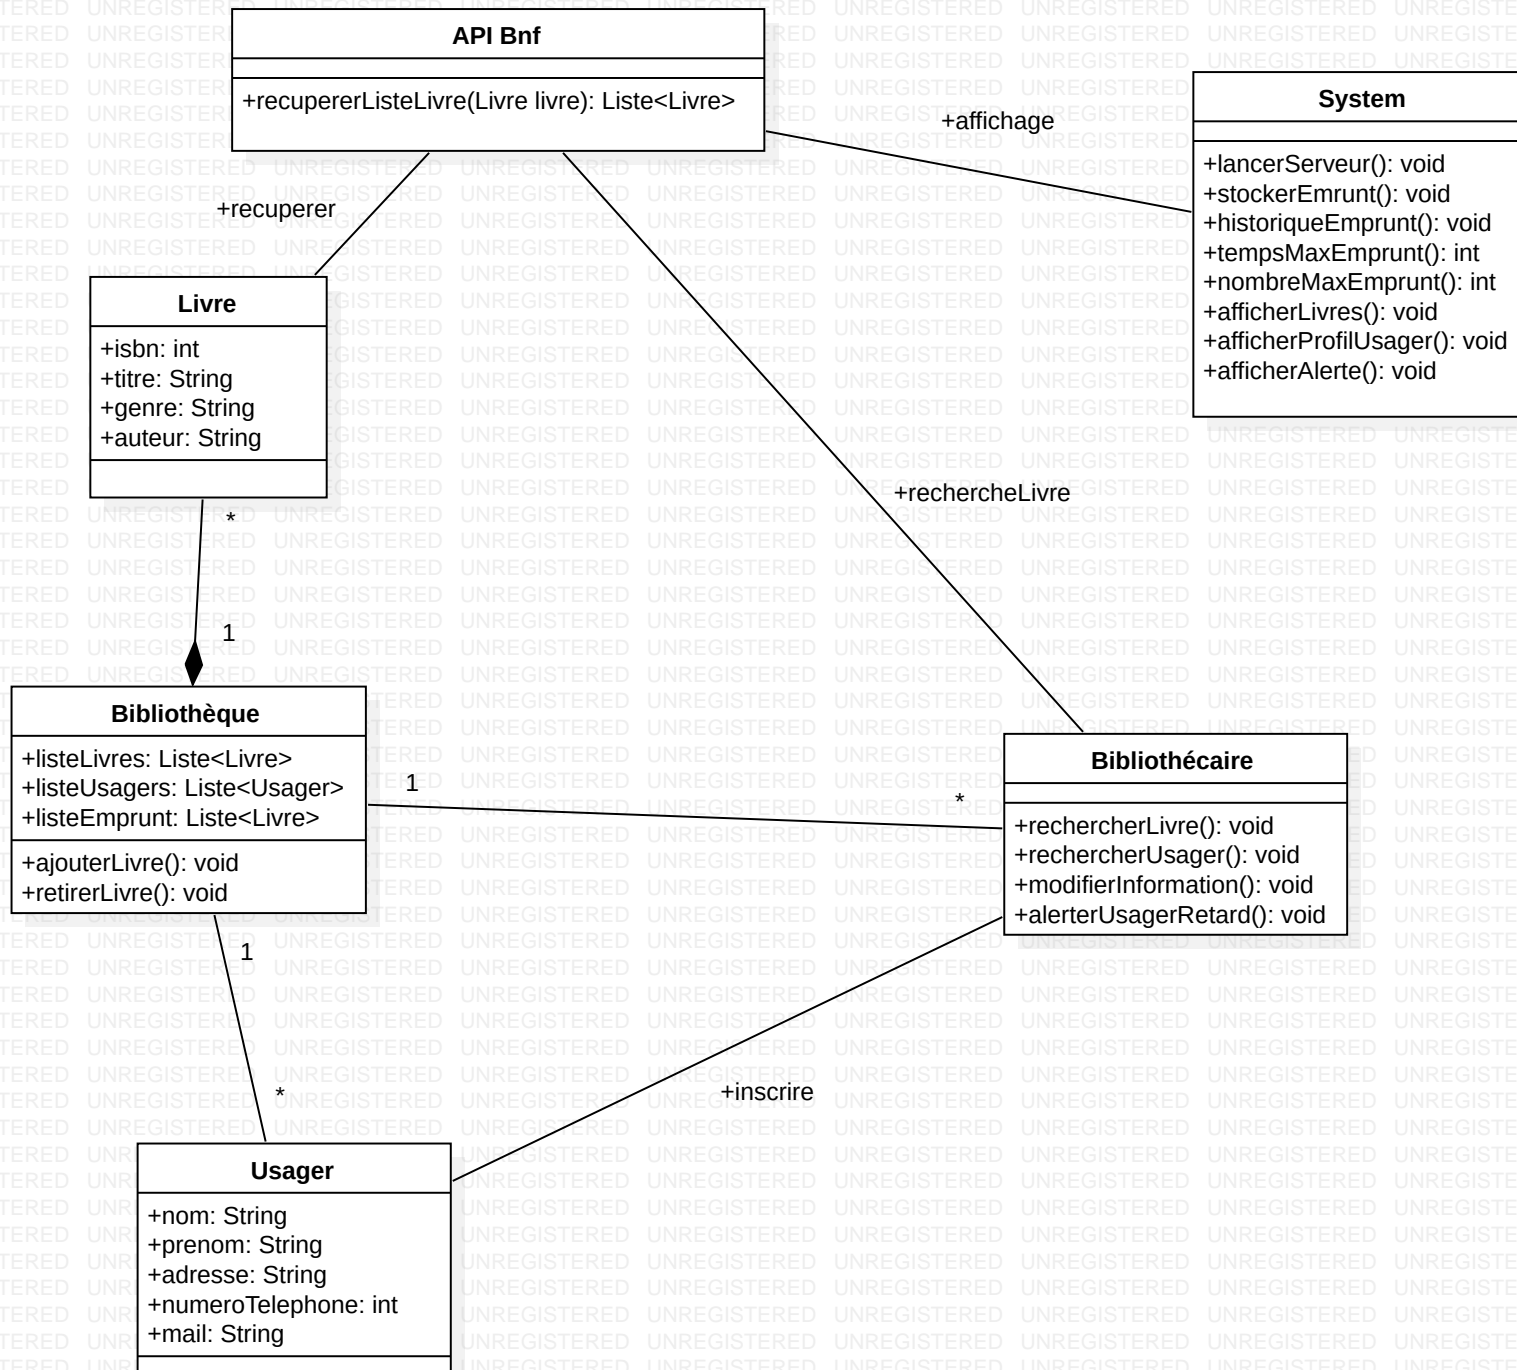 API Bnf
+recupererListeLivre(Livre livre): Liste<Livre>
System
+lancerServeur(): void
+stockerEmrunt(): void
+historiqueEmprunt(): void
+tempsMaxEmprunt(): int
+nombreMaxEmprunt(): int
+afficherLivres(): void
+afficherProfilUsager(): void
+afficherAlerte(): void
+affichage
+recuperer
Livre
+isbn: int
+titre: String
+genre: String
+auteur: String
+rechercheLivre
*
1
Bibliothèque
+listeLivres: Liste<Livre>
+listeUsagers: Liste<Usager>
+listeEmprunt: Liste<Livre>
+ajouterLivre(): void
+retirerLivre(): void
1
*
Bibliothécaire
+rechercherLivre(): void
+rechercherUsager(): void
+modifierInformation(): void
+alerterUsagerRetard(): void
1
*
+inscrire
Usager
+nom: String
+prenom: String
+adresse: String
+numeroTelephone: int
+mail: String
UNREGISTERED